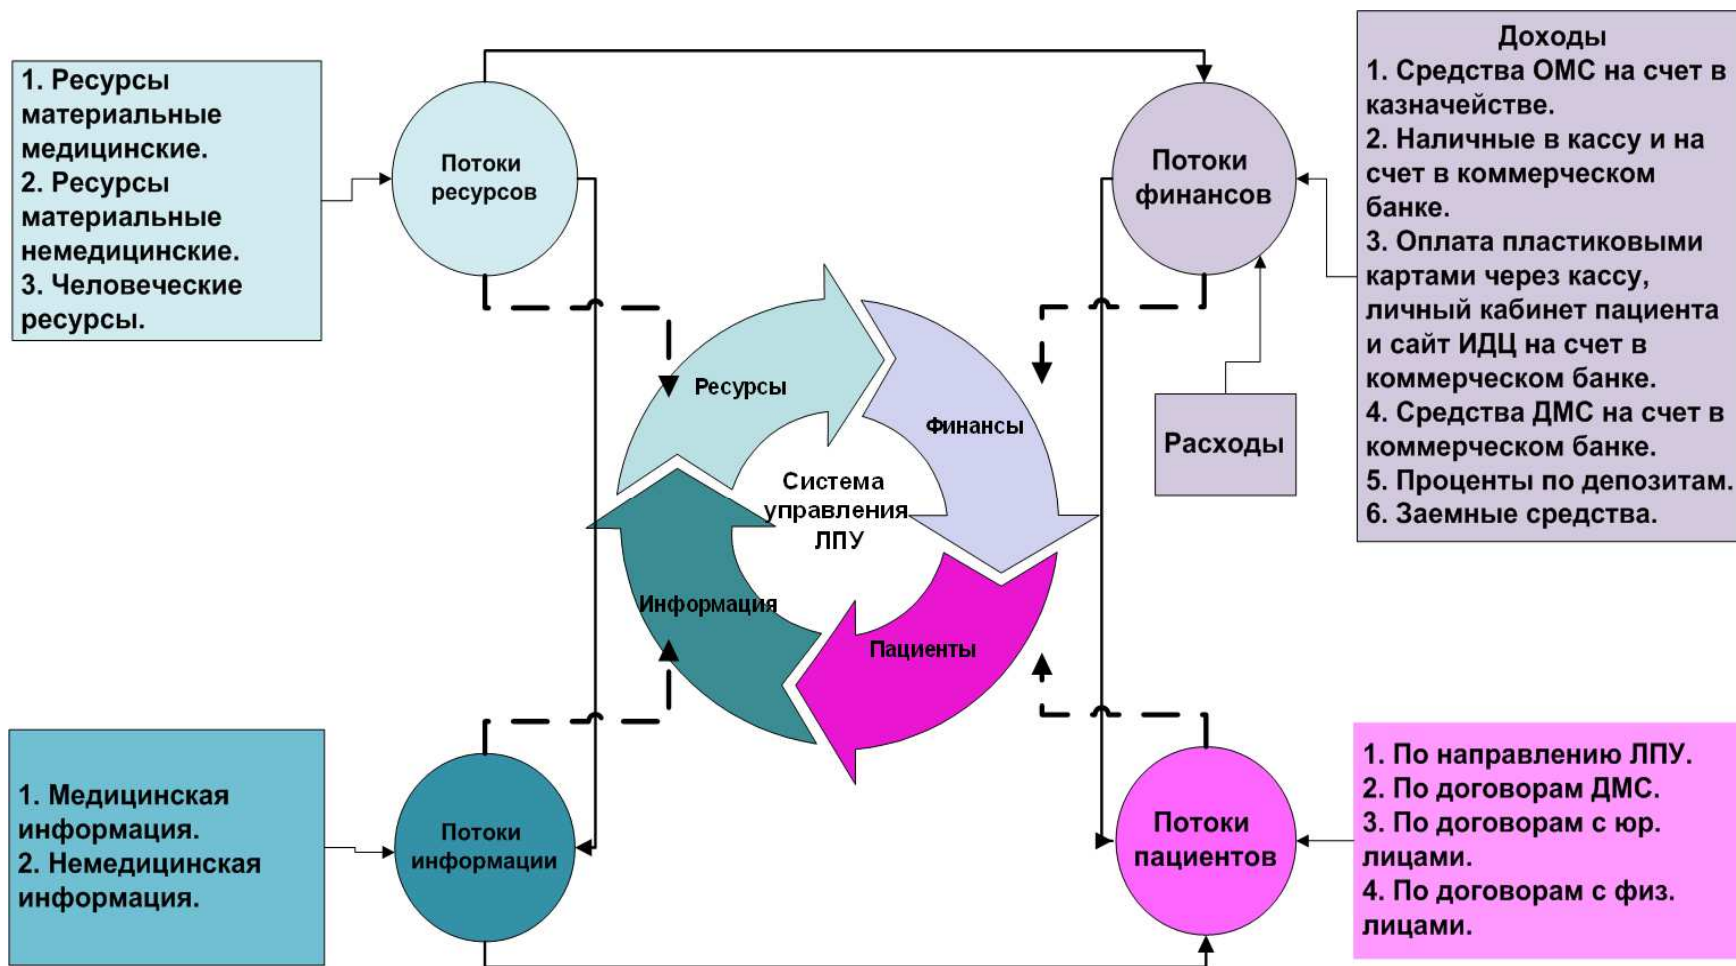 1. Ресурсы
материальные
медицинские.
2. Ресурсы
материальные
немедицинские.
3. Человеческие
ресурсы.
Потоки
ресурсов
Потоки
финансов
Доходы
1. Средства ОМС на счет в
казначействе.
2. Наличные в кассу и на
счет в коммерческом
банке.
3. Оплата пластиковыми
картами через кассу,
личный кабинет пациента
и сайт ИДЦ на счет в
коммерческом банке.
4. Средства ДМС на счет в
коммерческом банке.
5. Проценты по депозитам.
6. Заемные средства.
Расходы
Ресурсы
Финансы
Система
управления
ЛПУ
Информация
Пациенты
1. Медицинская
информация.
2. Немедицинская
информация.
Потоки
информации
Потоки
пациентов
1. По направлению ЛПУ.
2. По договорам ДМС.
3. По договорам с юр.
лицами.
4. По договорам с физ.
лицами.